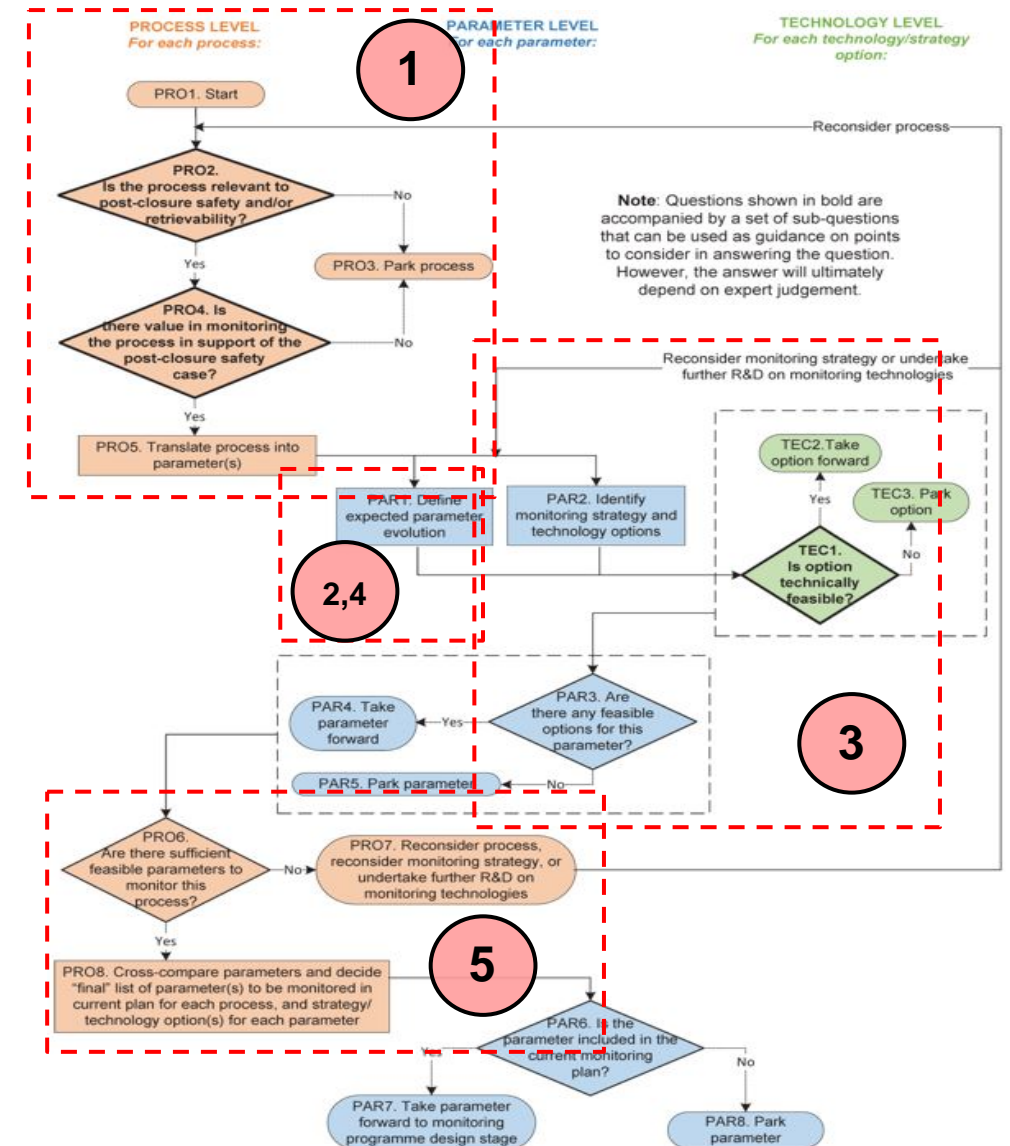 PROCESS LEVEL
For each process:
PARAMETER LEVEL
For each parameter:
TECHNOLOGY LEVEL
For each technology/strategy
option:
1
PRO1. Start
Reconsider process
PRO2.
Is the process relevant to
post-closure safety and/or
retrievability?
No
Note: Questions shown in bold are
accompanied by a set of sub-questions
that can be used as guidance on points
to consider in answering the question.
However, the answer will ultimately
depend on expert judgement.
Yes
PRO3. Park process
PRO4. Is
there value in monitoring
the process in support of the
post-closure safety
case?
No
Reconsider monitoring strategy or undertake
further R&D on monitoring technologies
Yes
PRO5. Translate process into
parameter(s)
TEC2.Take
option forward
PAR1. Define
expected parameter
evolution
PAR2. Identify
monitoring strategy and
technology options
Yes
TEC3. Park
option
TEC1.
Is option
technically
feasible?
No
2,4
PAR3. Are
there any feasible
options for this
parameter?
PAR4. Take
parameter
forward
Yes
3
PAR5. Park parameter
No
PRO6.
Are there sufficient
feasible parameters to
monitor this
process?
No
PRO7. Reconsider process,
reconsider monitoring strategy, or
undertake further R&D on
monitoring technologies
Yes
5
PRO8. Cross-compare parameters and decide
“final” list of parameter(s) to be monitored in
current plan for each process, and strategy/
technology option(s) for each parameter
PAR6. Is the
parameter included in the
current monitoring
plan?
Yes
No
PAR7. Take parameter
forward to monitoring
programme design stage
PAR8. Park
parameter